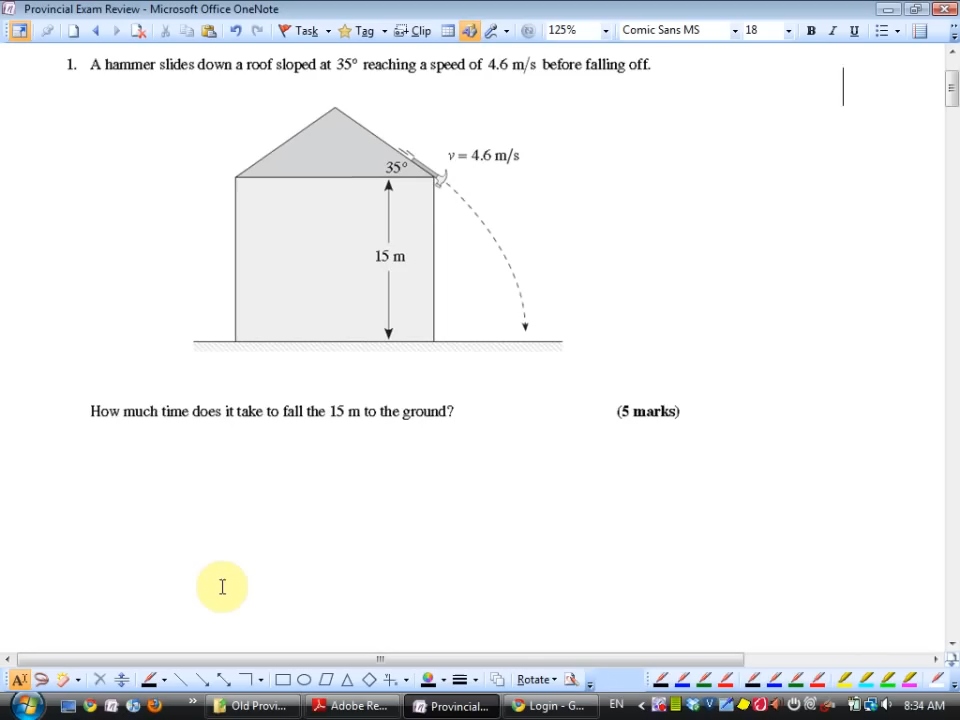 Provincial Exam Review - Microsoft Office OneNote
Task Tag Clip 125% Comic Sans MS 18 B I U
1. A hammer slides down a roof sloped at 35° reaching a speed of 4.6 m/s before falling off.
v = 4.6 m/s
35°
15 m
How much time does it take to fall the 15 m to the ground? (5 marks)
Rotate
Old Provi... Adobe Re... Provincial... Login - G... EN 8:34 AM